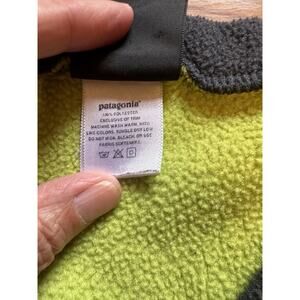 patagonia®
100% POLYESTER
EXCLUSIVE OF TRIM
MACHINE WASH WARM, WITH
LIKE COLORS. TUMBLE DRY LOW
DO NOT IRON, BLEACH, OR USE
FABRIC SOFTENERS.